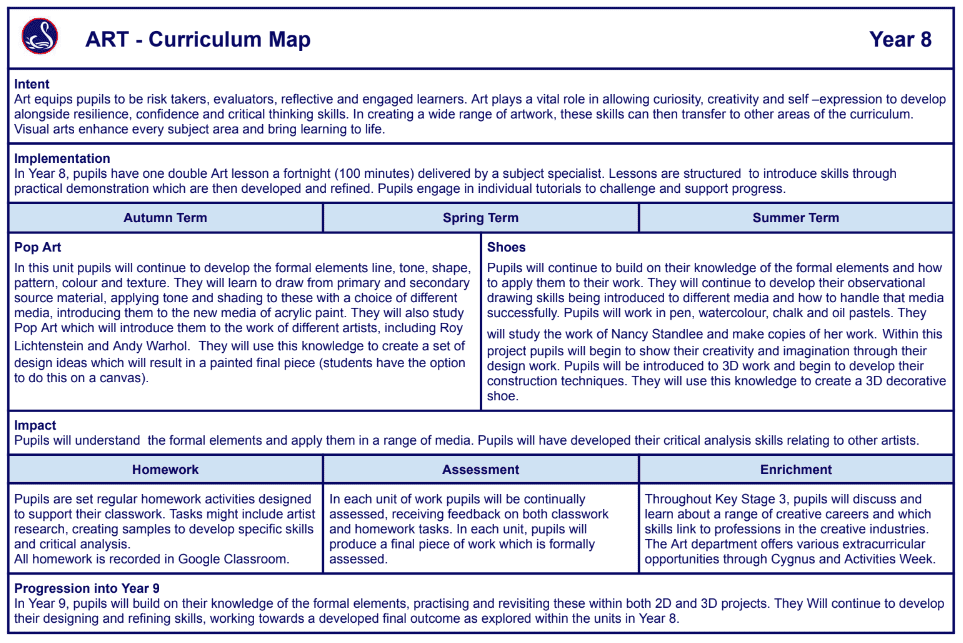 ART - Curriculum Map
Year 8
Intent
Art equips pupils to be risk takers, evaluators, reflective and engaged learners. Art plays a vital role in allowing curiosity, creativity and self –expression to develop
alongside resilience, confidence and critical thinking skills. In creating a wide range of artwork, these skills can then transfer to other areas of the curriculum.
Visual arts enhance every subject area and bring learning to life.
Implementation
In Year 8, pupils have one double Art lesson a fortnight (100 minutes) delivered by a subject specialist. Lessons are structured  to introduce skills through
practical demonstration which are then developed and refined. Pupils engage in individual tutorials to challenge and support progress.
Autumn Term
Spring Term
Summer Term
Pop Art
In this unit pupils will continue to develop the formal elements line, tone, shape,
pattern, colour and texture. They will learn to draw from primary and secondary
source material, applying tone and shading to these with a choice of different
media, introducing them to the new media of acrylic paint. They will also study
Pop Art which will introduce them to the work of different artists, including Roy
Lichtenstein and Andy Warhol.  They will use this knowledge to create a set of
design ideas which will result in a painted final piece (students have the option
to do this on a canvas).
Shoes
Pupils will continue to build on their knowledge of the formal elements and how
to apply them to their work. They will continue to develop their observational
drawing skills being introduced to different media and how to handle that media
successfully. Pupils will work in pen, watercolour, chalk and oil pastels. They
will study the work of Nancy Standlee and make copies of her work.  Within this
project pupils will begin to show their creativity and imagination through their
design work. Pupils will be introduced to 3D work and begin to develop their
construction techniques. They will use this knowledge to create a 3D decorative
shoe.
Impact
Pupils will understand  the formal elements and apply them in a range of media. Pupils will have developed their critical analysis skills relating to other artists.
Homework
Assessment
Enrichment
Pupils are set regular homework activities designed
to support their classwork. Tasks might include artist
research, creating samples to develop specific skills
and critical analysis.
All homework is recorded in Google Classroom.
In each unit of work pupils will be continually
assessed, receiving feedback on both classwork
and homework tasks. In each unit, pupils will
produce a final piece of work which is formally
assessed.
Throughout Key Stage 3, pupils will discuss and
learn about a range of creative careers and which
skills link to professions in the creative industries.
The Art department offers various extracurricular
opportunities through Cygnus and Activities Week.
Progression into Year 9
In Year 9, pupils will build on their knowledge of the formal elements, practising and revisiting these within both 2D and 3D projects. They Will continue to develop
their designing and refining skills, working towards a developed final outcome as explored within the units in Year 8.